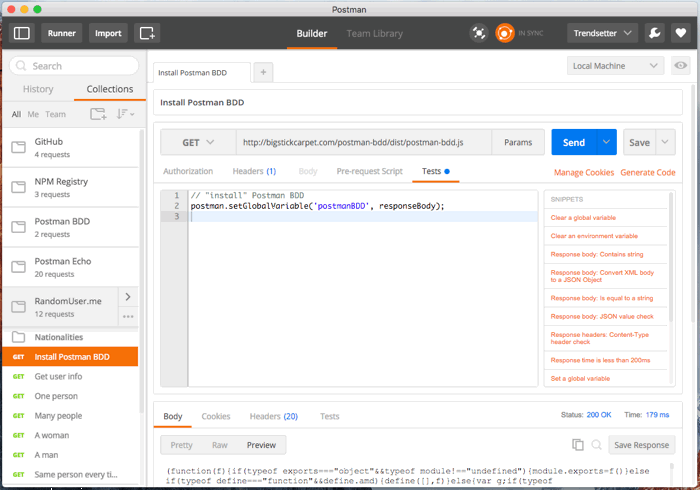 Postman
Runner
Import
Builder
Team Library
IN SYNC
Trendsetter
Search
History
Collections
All Me Team
GitHub
4 requests
NPM Registry
3 requests
Postman BDD
2 requests
Postman Echo
20 requests
RandomUser.me
12 requests
Nationalities
GET Install Postman BDD
GET Get user info
GET One person
GET Many people
GET A woman
GET A man
GET Same person every ti...
Install Postman BDD
Local Machine
Install Postman BDD
GET
http://bigstickcarpet.com/postman-bdd/dist/postman-bdd.js
Params
Send
Save
Authorization
Headers (1)
Body
Pre-request Script
Tests
Manage Cookies
Generate Code
1 // "install" Postman BDD
2 postman.setGlobalVariable('postmanBDD', responseBody);
3
SNIPPETS
Clear a global variable
Clear an environment variable
Response body: Contains string
Response body: Convert XML body
to a JSON Object
Response body: Is equal to a string
Response body: JSON value check
Response headers: Content-Type
header check
Response time is less than 200ms
Set a global variable
Body
Cookies
Headers (20)
Tests
Status: 200 OK
Time: 179 ms
Pretty
Raw
Preview
Save Response
(function(f){if(typeof exports==="object"&&typeof module!=="undefined"){module.exports=f()}else
if(typeof define==="function"&&define.amd){define([],f)}else{var g;if(typeof